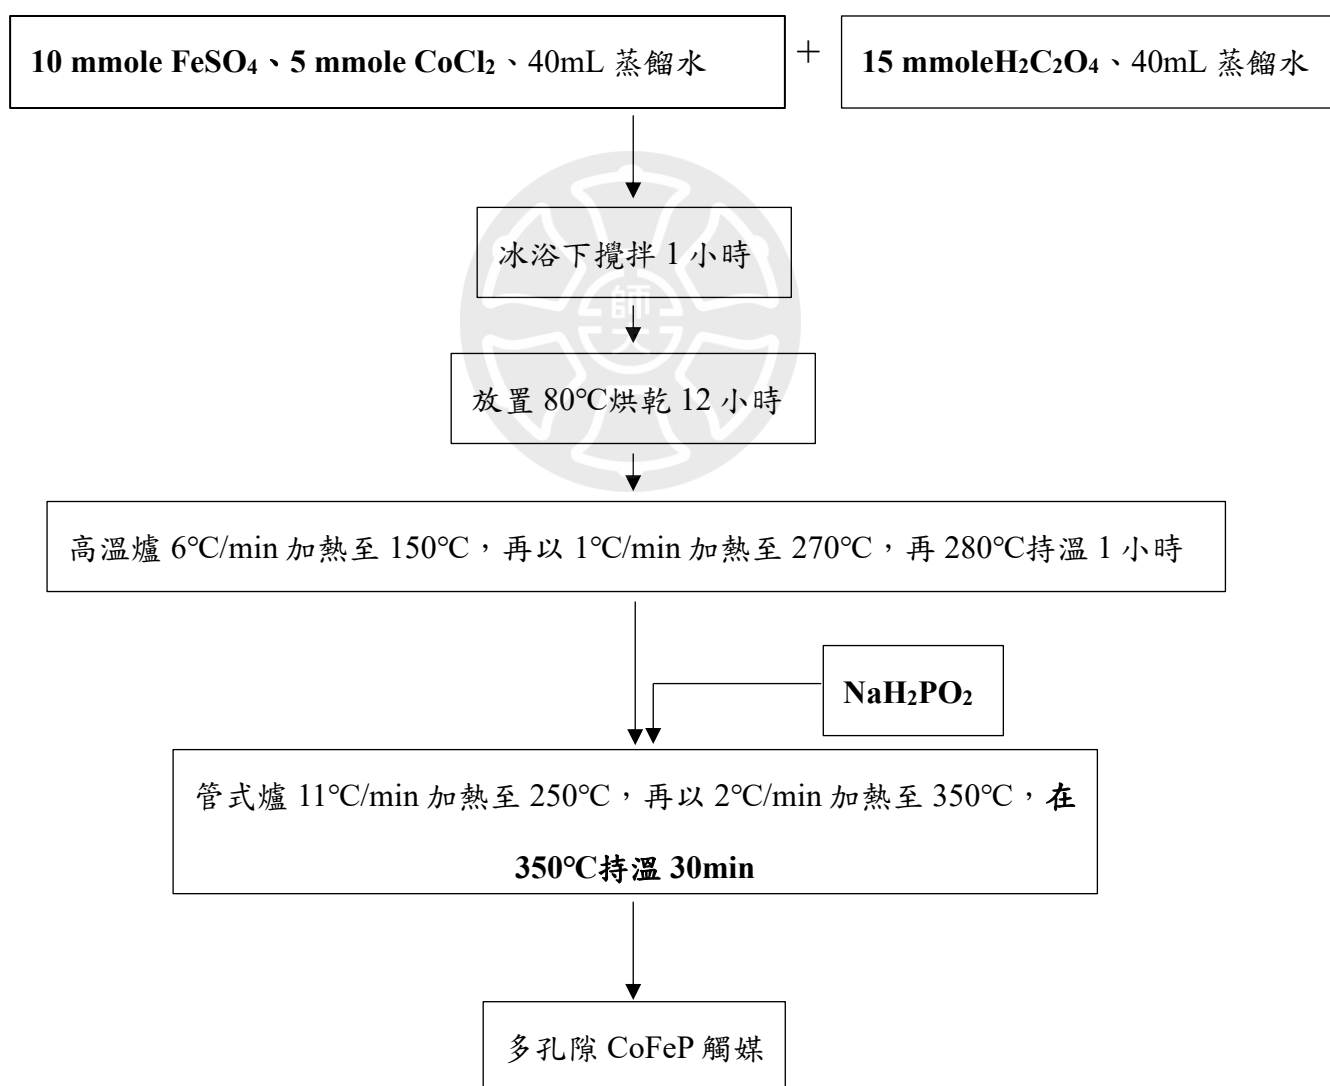 10 mmole FeSO₄、5 mmole CoCl₂、40mL 蒸餾水
+
15 mmoleH₂C₂O₄、40mL 蒸餾水
冰浴下攪拌 1 小時
師大
放置 80℃烘乾 12 小時
高溫爐 6℃/min 加熱至 150℃，再以 1℃/min 加熱至 270℃，再 280℃持溫 1 小時
NaH₂PO₂
管式爐 11℃/min 加熱至 250℃，再以 2℃/min 加熱至 350℃，在
350℃持溫 30min
多孔隙 CoFeP 觸媒